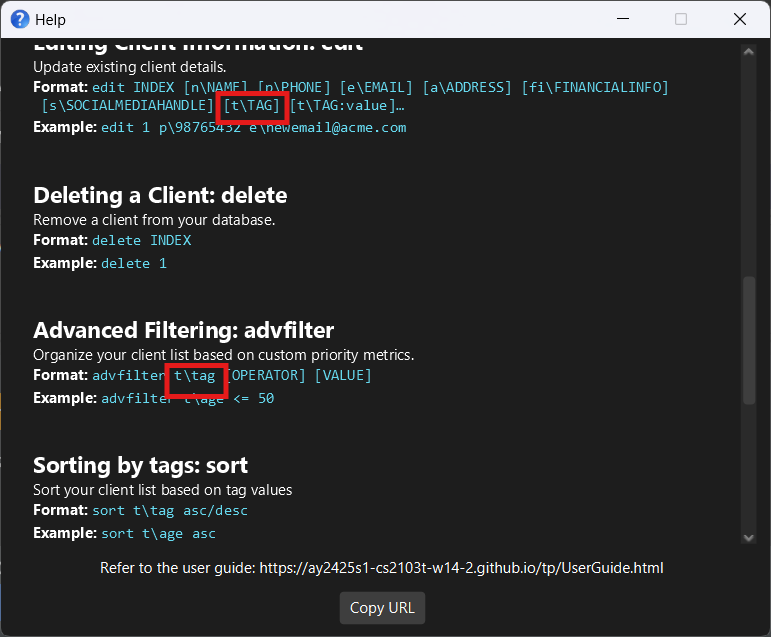 Help
Editing Client Information: edit
Update existing client details.
Format: edit INDEX [n\NAME] [p\PHONE] [e\EMAIL] [a\ADDRESS] [fi\FINANCIALINFO]
[s\SOCIALMEDIAHANDLE] [t\TAG] [t\TAG:value]…
Example: edit 1 p\98765432 e\newemail@acme.com
Deleting a Client: delete
Remove a client from your database.
Format: delete INDEX
Example: delete 1
Advanced Filtering: advfilter
Organize your client list based on custom priority metrics.
Format: advfilter t\tag [OPERATOR] [VALUE]
Example: advfilter t\age <= 50
Sorting by tags: sort
Sort your client list based on tag values
Format: sort t\tag asc/desc
Example: sort t\age asc
Refer to the user guide: https://ay2425s1-cs2103t-w14-2.github.io/tp/UserGuide.html
Copy URL